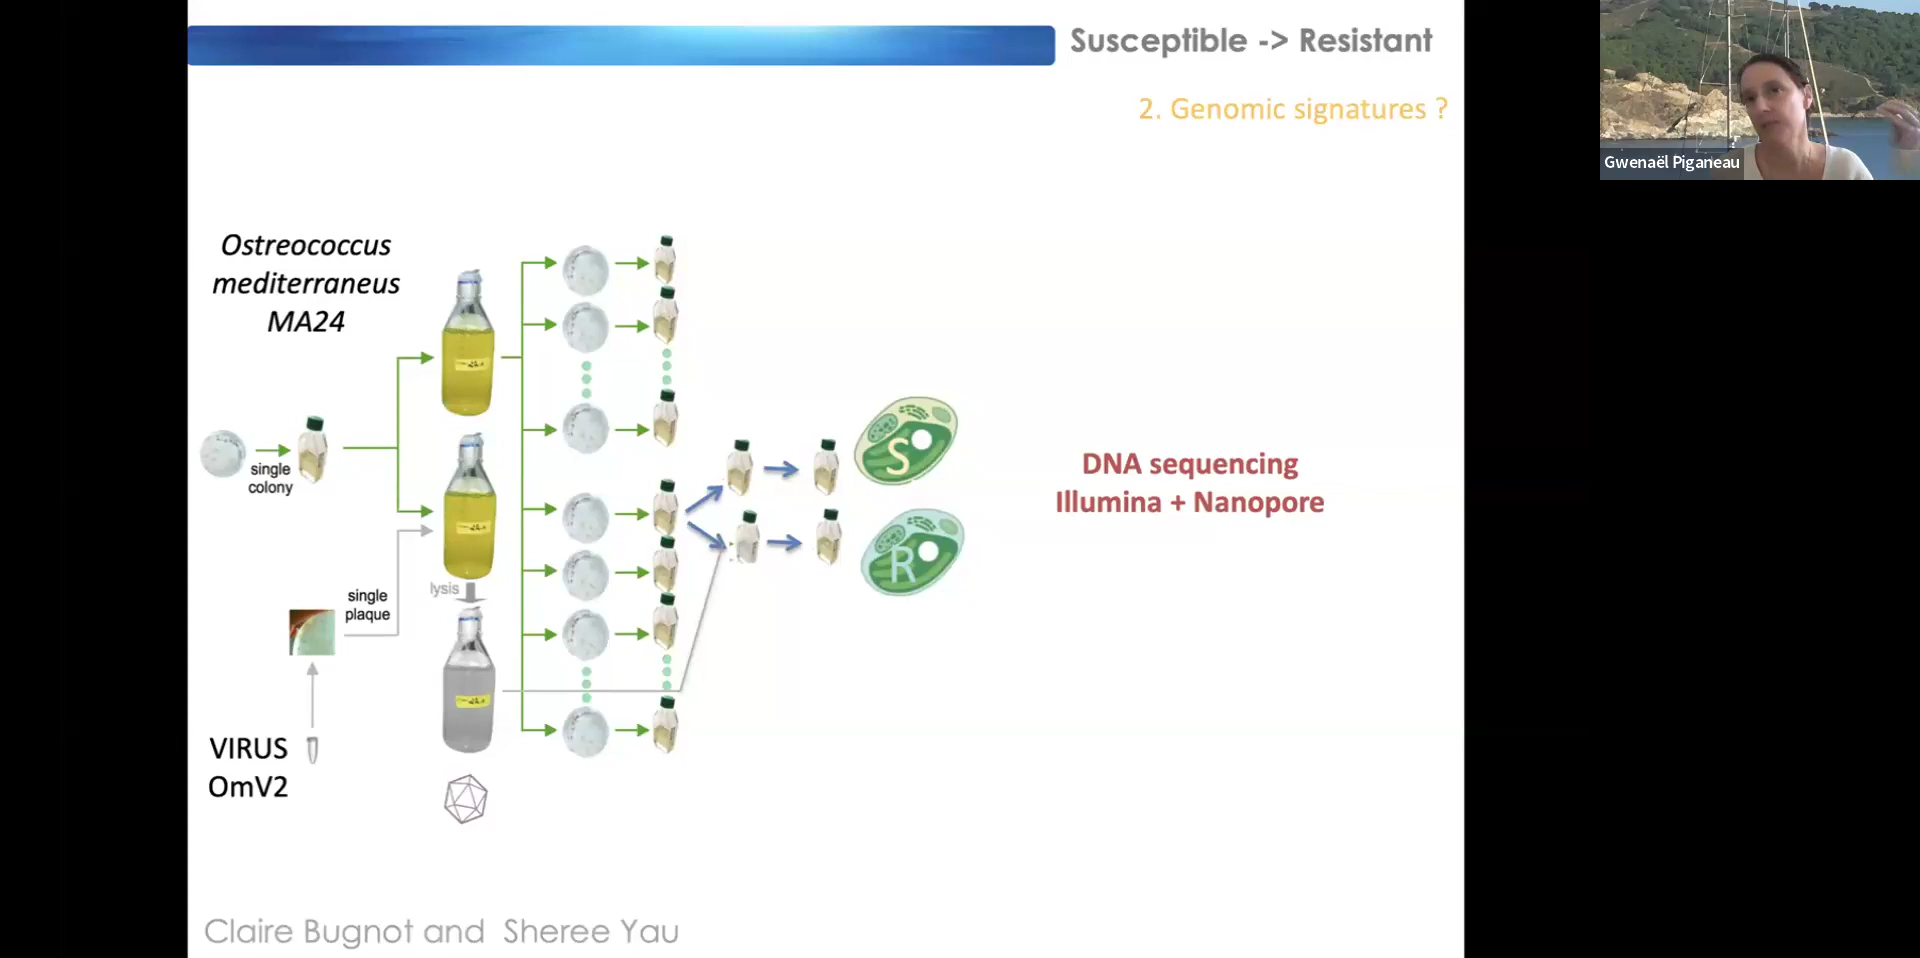 Susceptible -> Resistant
2. Genomic signatures ?
Gwenaël Piganeau
Ostreococcus
mediterraneus
MA24
single
colony
single
plaque
lysis
VIRUS
OmV2
S
R
DNA sequencing
Illumina + Nanopore
Claire Bugnot and Sheree Yau